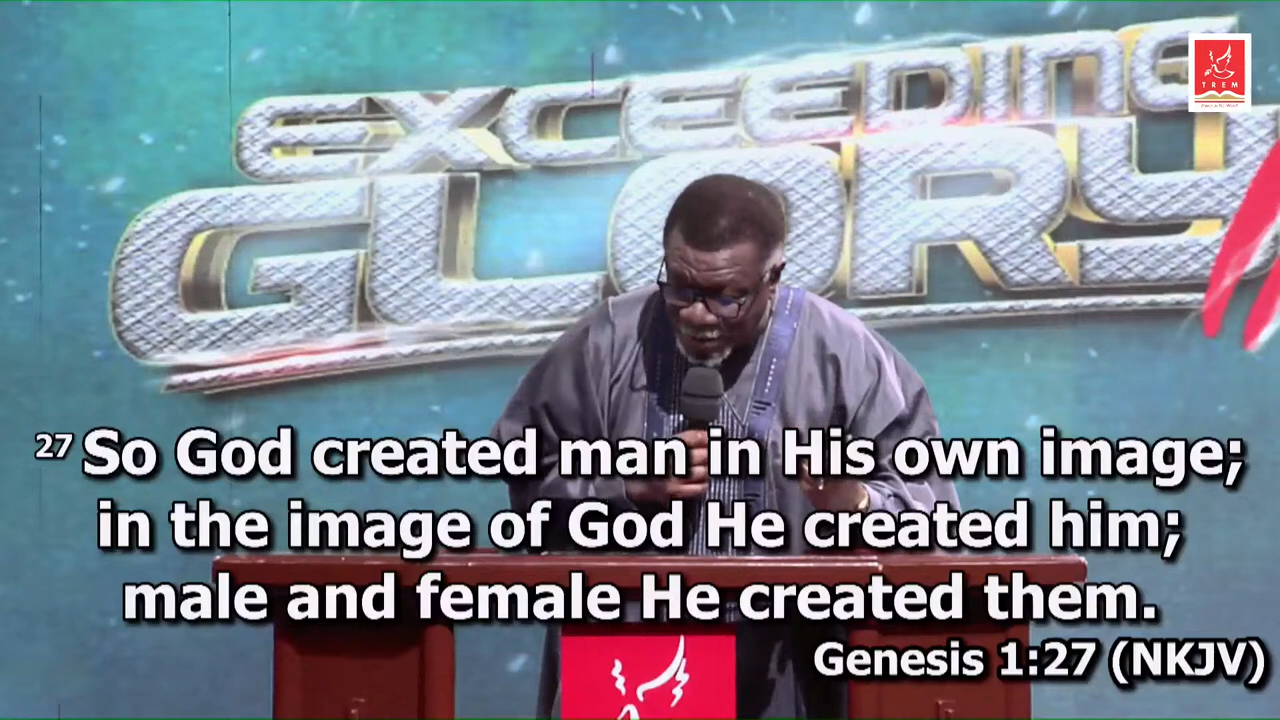 EXCEEDING
GLORY
TREM
27 So God created man in His own image;
in the image of God He created him;
male and female He created them.
Genesis 1:27 (NKJV)